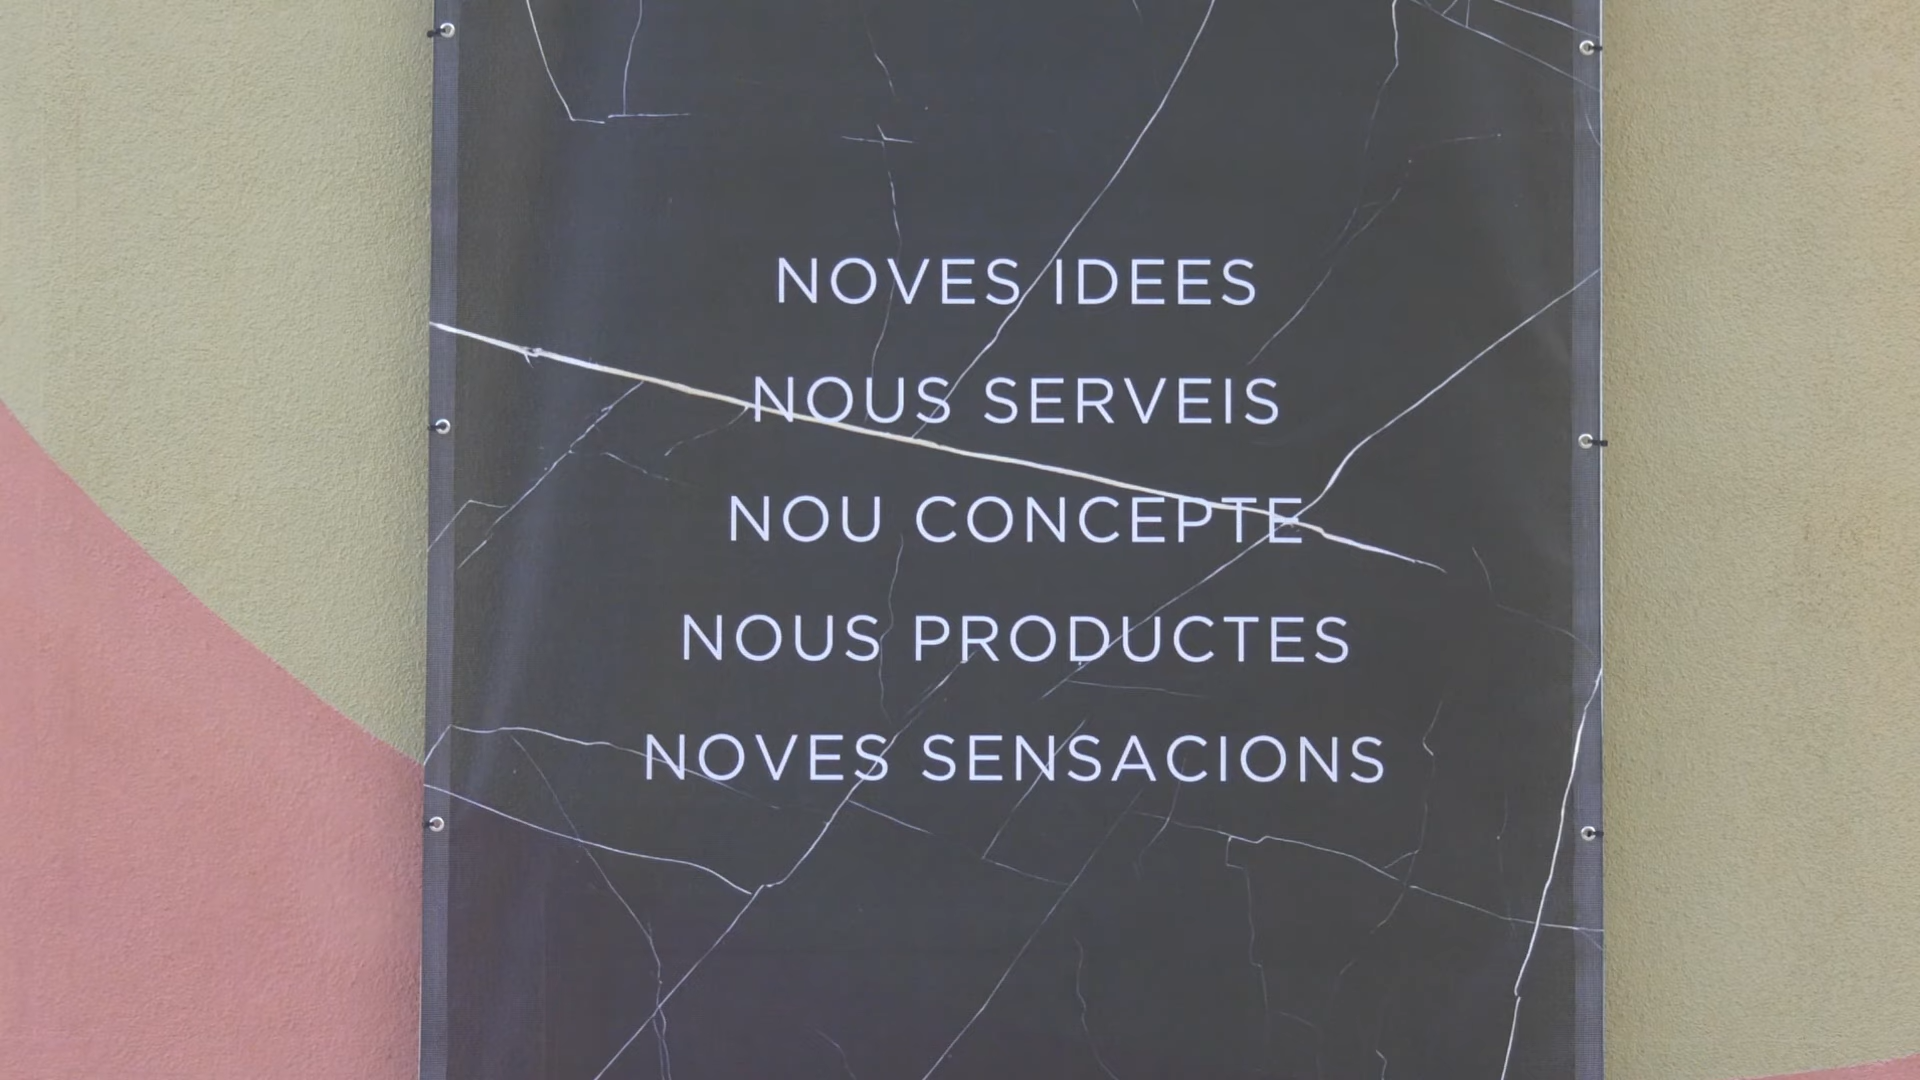 NOVES IDEES
NOUS SERVEIS
NOU CONCEPTE
NOUS PRODUCTES
NOVES SENSACIONS